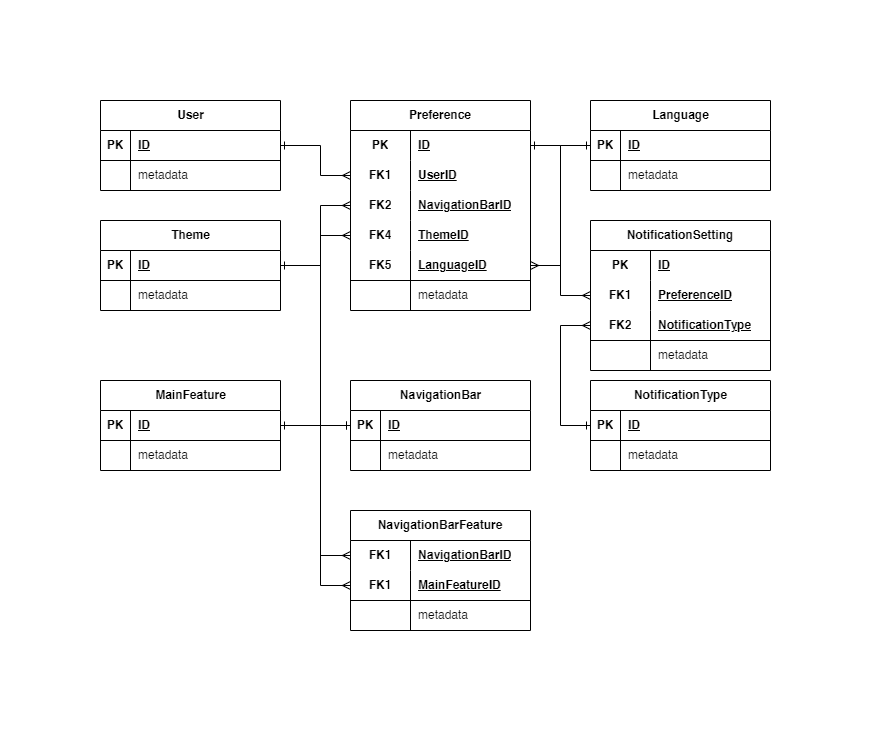 User
PK ID
metadata
Preference
PK ID
FK1 UserID
FK2 NavigationBarID
FK4 ThemeID
FK5 LanguageID
metadata
Language
PK ID
metadata
Theme
PK ID
metadata
NotificationSetting
PK ID
FK1 PreferenceID
FK2 NotificationType
metadata
MainFeature
PK ID
metadata
NavigationBar
PK ID
metadata
NotificationType
PK ID
metadata
NavigationBarFeature
FK1 NavigationBarID
FK1 MainFeatureID
metadata